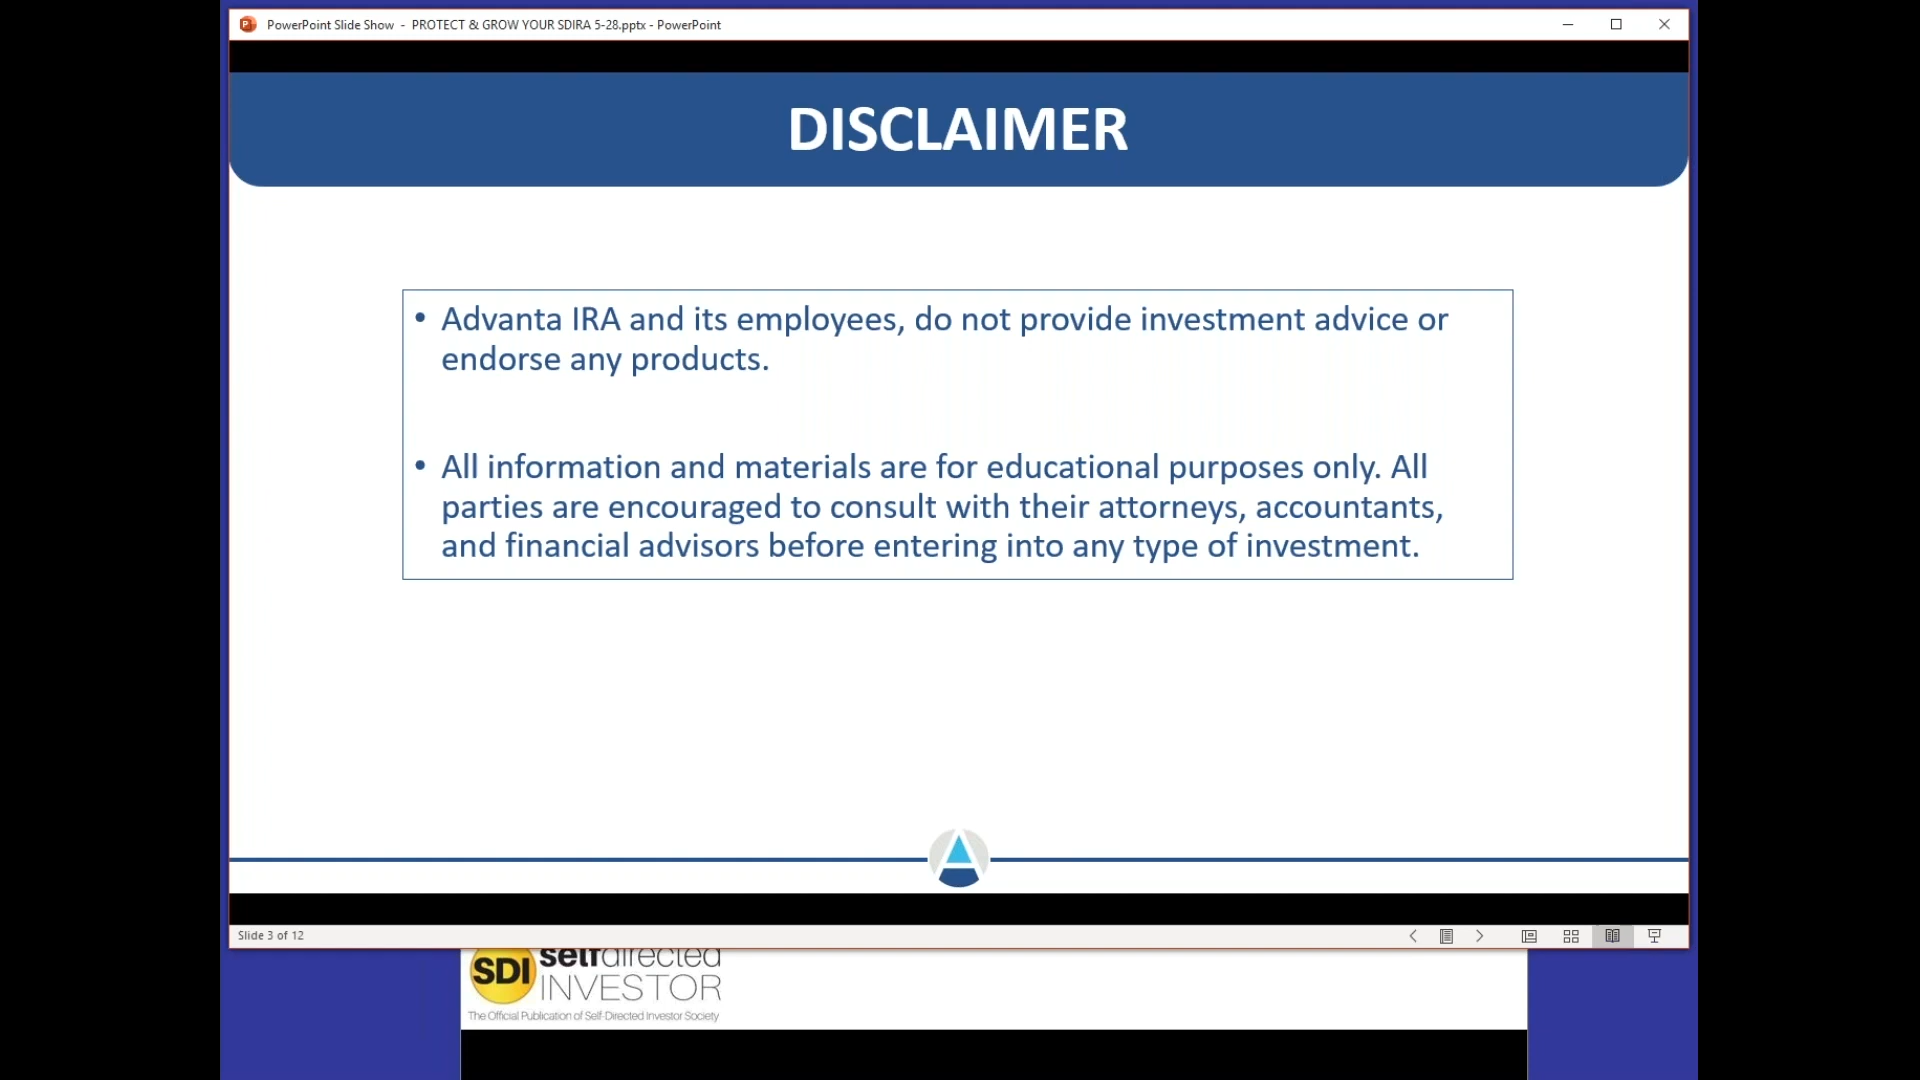 PowerPoint Slide Show - PROTECT & GROW YOUR SDIRA 5-28.pptx - PowerPoint
DISCLAIMER
• Advanta IRA and its employees, do not provide investment advice or
endorse any products.
• All information and materials are for educational purposes only. All
parties are encouraged to consult with their attorneys, accountants,
and financial advisors before entering into any type of investment.
A
Slide 3 of 12
SDI
selfdirected
INVESTOR
The Official Publication of Self-Directed Investor Society